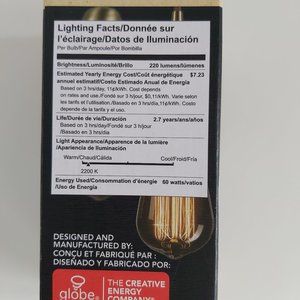 Lighting Facts/Donnée sur
l'éclairage/Datos de Iluminación
Per Bulb/Par Ampoule/Por Bombilla
Brightness/Luminosité/Brillo 220 lumens/lúmenes
Estimated Yearly Energy Cost/Coût énergétique $7.23
annuel estimatif/Costo Estimado Anual de Energía
Based on 3 hrs/day, 11¢/kWh. Cost depends
on rates and use./Fondé sur 3 h/jour, $0,11/kWh. Varie selon
les tarifs et l'utilisation./Basado en 3 hrs/día,11¢/kWh. Costo
depende de la tarifa y el uso.
Life/Durée de vie/Duración 2.7 years/ans/años
Based on 3 hrs/day/Fondé sur 3 h/jour
/Basado en 3 hrs/día
Light Appearance/Apparence de la lumière
/Apariencia de Iluminación
Warm/Chaud/Cálida Cool/Froid/Fría
2200 K
Energy Used/Consommation d'énergie 60 watts/vatios
/Uso de Energía
DESIGNED AND
MANUFACTURED BY:
CONÇU ET FABRIQUÉ PAR :
DISEÑADO Y FABRICADO POR:
globe
THE CREATIVE
ENERGY
COMPANY